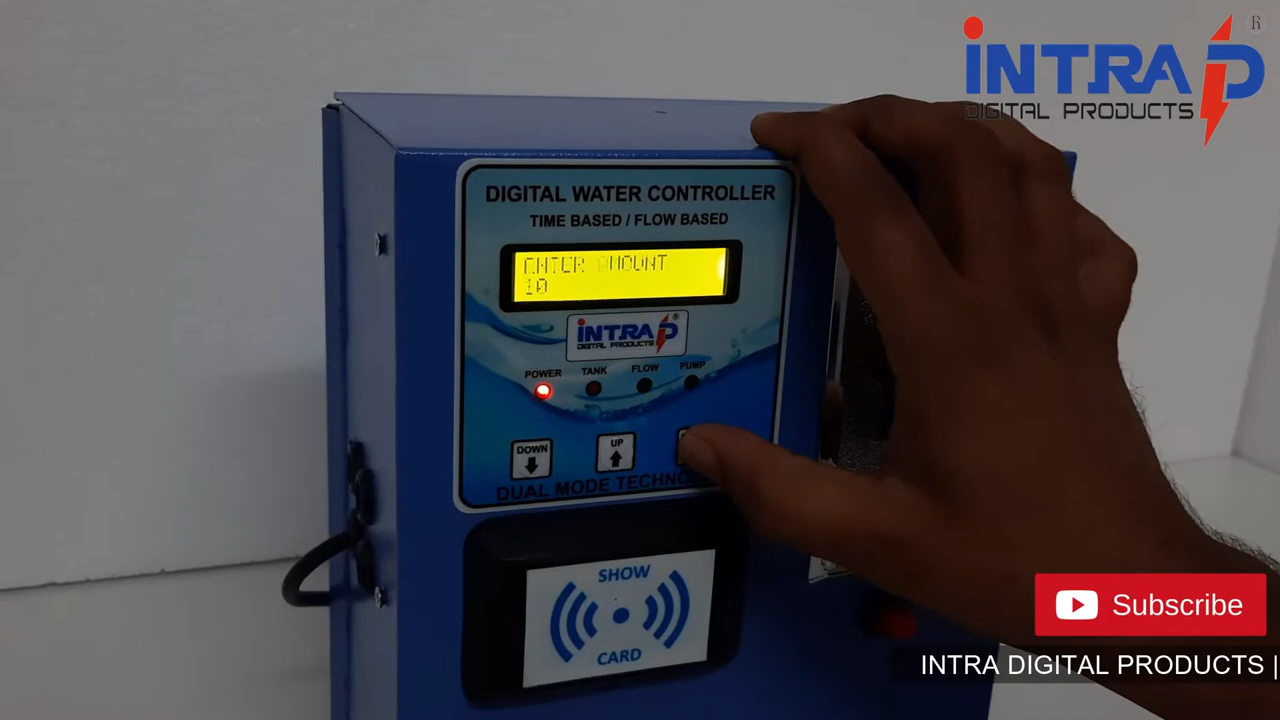 INTRA D ®
DIGITAL PRODUCTS
DIGITAL WATER CONTROLLER
TIME BASED / FLOW BASED
ENTER AMOUNT
10
INTRA D ®
DIGITAL PRODUCTS
POWER TANK FLOW PUMP
DOWN UP
DUAL MODE
SHOW
CARD
Subscribe
INTRA DIGITAL PRODUCTS |